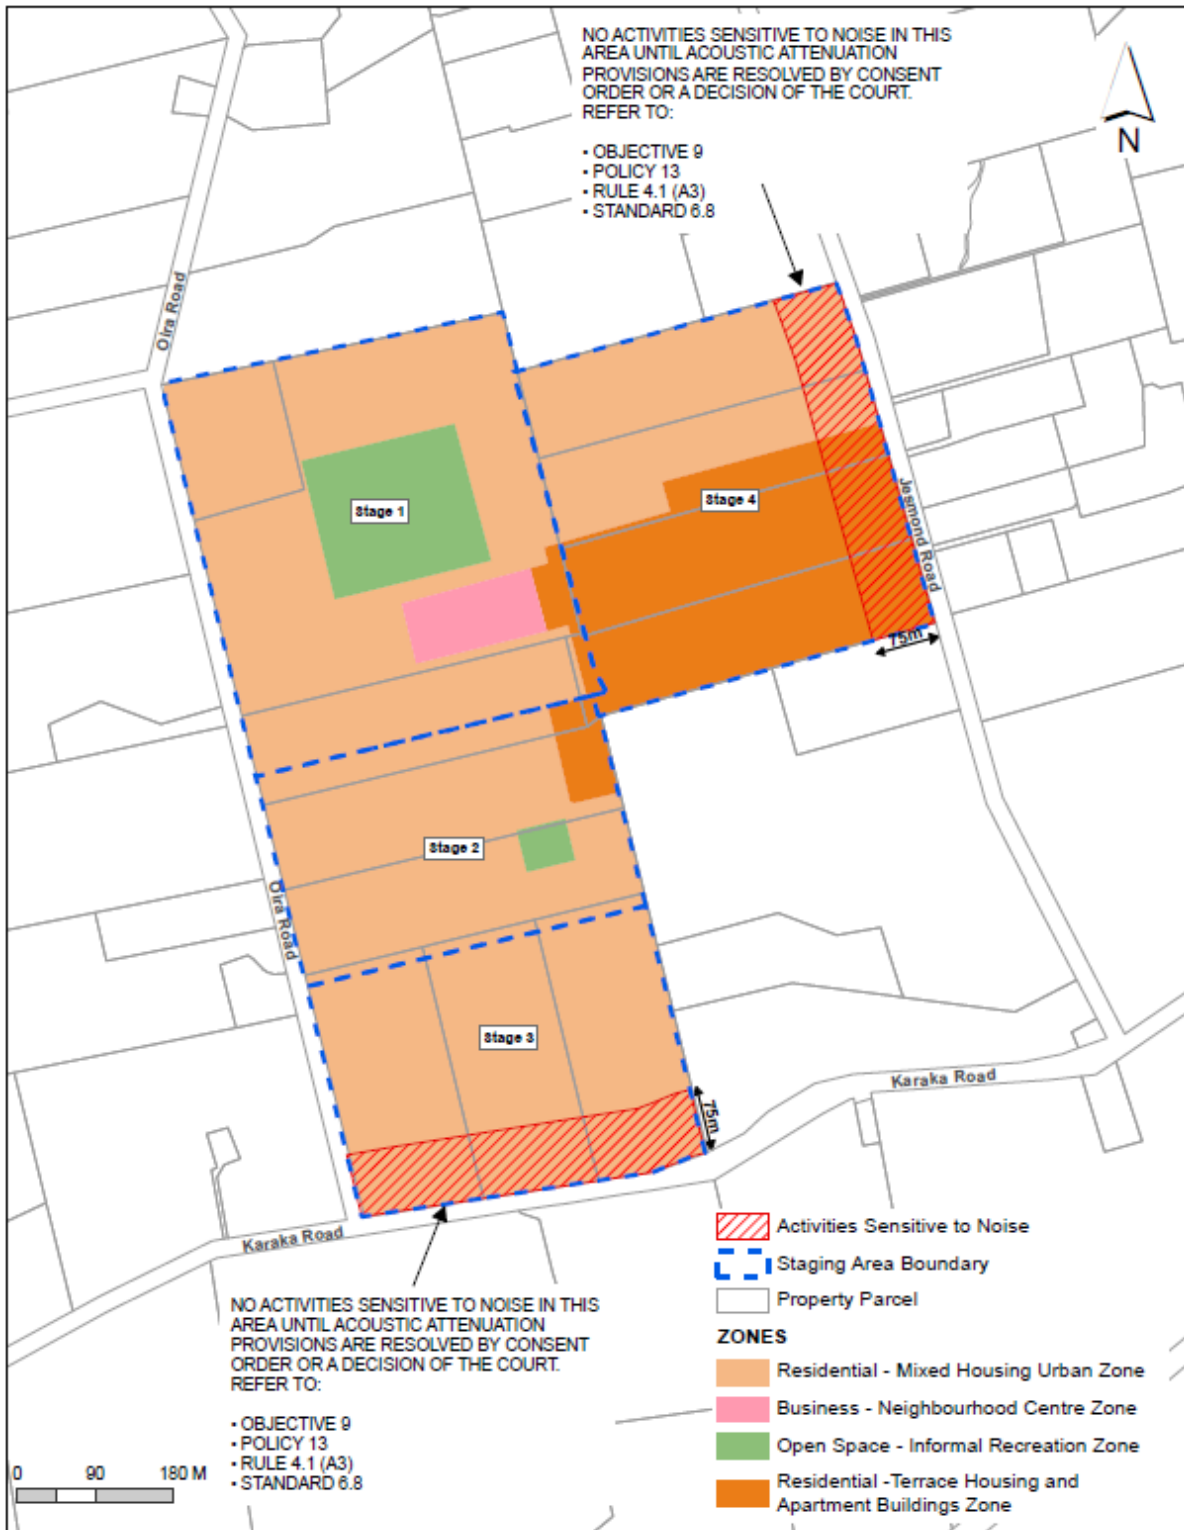 NO ACTIVITIES SENSITIVE TO NOISE IN THIS
AREA UNTIL ACOUSTIC ATTENUATION
PROVISIONS ARE RESOLVED BY CONSENT
ORDER OR A DECISION OF THE COURT.
REFER TO:
• OBJECTIVE 9
• POLICY 13
• RULE 4.1 (A3)
• STANDARD 6.8
N
Oira Road
Stage 1
Stage 4
Jesmond Road
75m
Stage 2
Oira Road
Stage 3
75m
Karaka Road
Karaka Road
NO ACTIVITIES SENSITIVE TO NOISE IN THIS
AREA UNTIL ACOUSTIC ATTENUATION
PROVISIONS ARE RESOLVED BY CONSENT
ORDER OR A DECISION OF THE COURT.
REFER TO:
• OBJECTIVE 9
• POLICY 13
• RULE 4.1 (A3)
• STANDARD 6.8
0 90 180 M
Activities Sensitive to Noise
Staging Area Boundary
Property Parcel
ZONES
Residential - Mixed Housing Urban Zone
Business - Neighbourhood Centre Zone
Open Space - Informal Recreation Zone
Residential -Terrace Housing and
Apartment Buildings Zone